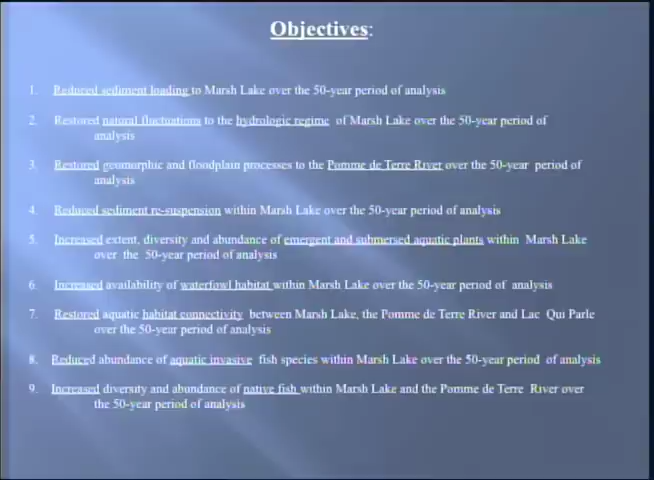 Objectives:
1. Reduced sediment loading to Marsh Lake over the 50-year period of analysis
2. Restored natural fluctuations to the hydrologic regime of Marsh Lake over the 50-year period of
analysis
3. Restored geomorphic and floodplain processes to the Pomme de Terre River over the 50-year period of
analysis
4. Reduced sediment re-suspension within Marsh Lake over the 50-year period of analysis
5. Increased extent, diversity and abundance of emergent and submersed aquatic plants within Marsh Lake
over the 50-year period of analysis
6. Increased availability of waterfowl habitat within Marsh Lake over the 50-year period of analysis
7. Restored aquatic habitat connectivity between Marsh Lake, the Pomme de Terre River and Lac Qui Parle
over the 50-year period of analysis
8. Reduced abundance of aquatic invasive fish species within Marsh Lake over the 50-year period of analysis
9. Increased diversity and abundance of native fish within Marsh Lake and the Pomme de Terre River over
the 50-year period of analysis